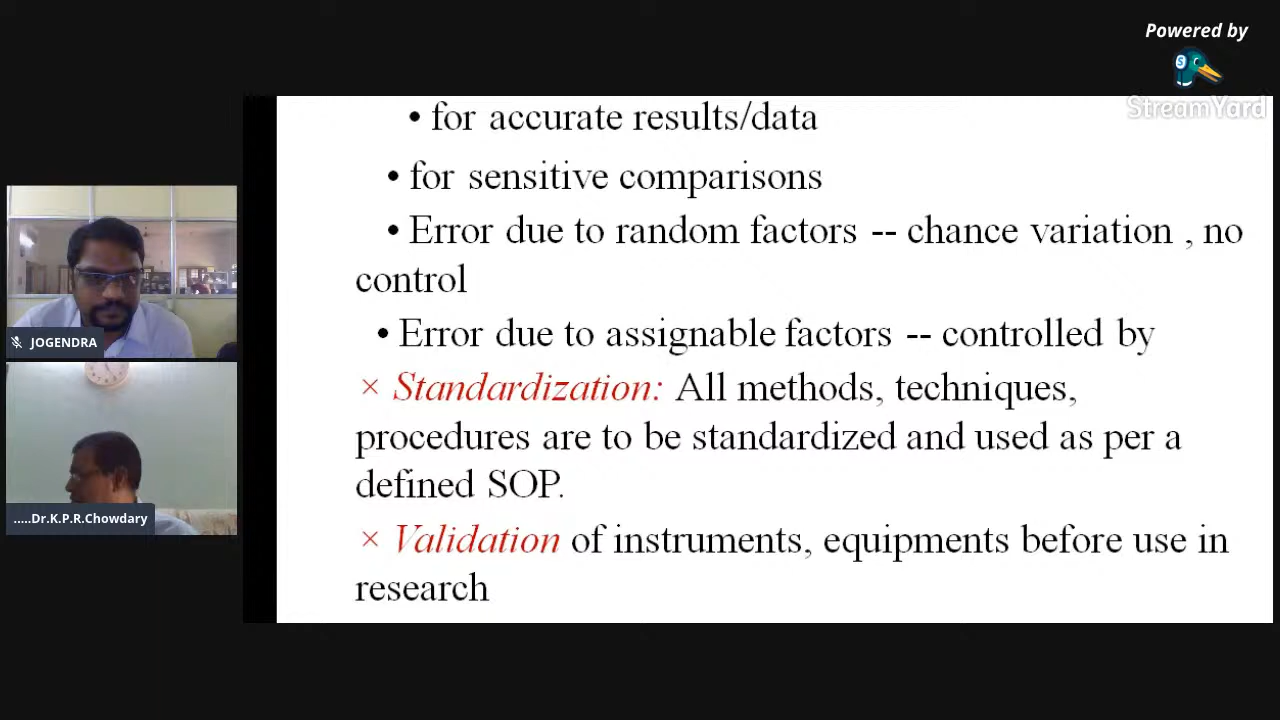 Powered by
StreamYard
• for accurate results/data
• for sensitive comparisons
• Error due to random factors -- chance variation , no
control
• Error due to assignable factors -- controlled by
× Standardization: All methods, techniques,
procedures are to be standardized and used as per a
defined SOP.
× Validation of instruments, equipments before use in
research
JOGENDRA
.....Dr.K.P.R.Chowdary